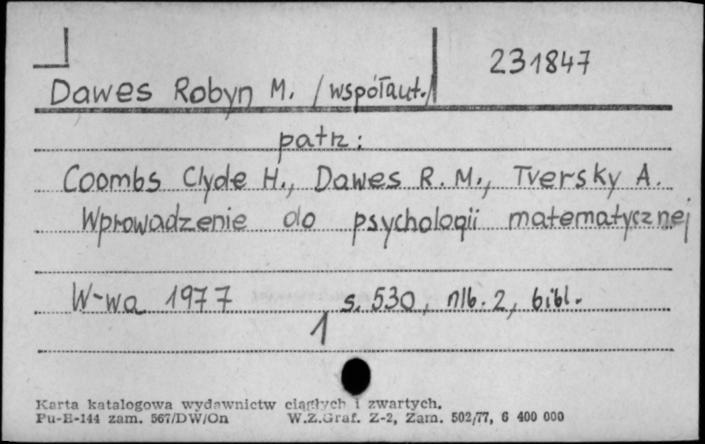 231847
Dawes Robyn M. /współaut./
patrz:
Coombs Clyde H., Dawes R. M., Tversky A.
Wprowadzenie do psychologii matematycznej
W-wa 1977 s. 530, nlb. 2, bibl.
1
Karta katalogowa wydawnictw ciągłych i zwartych.
Pu-E-144 zam. 567/DW/On W.Z.Graf. Z-2, Zam. 502/77, 6 400 000